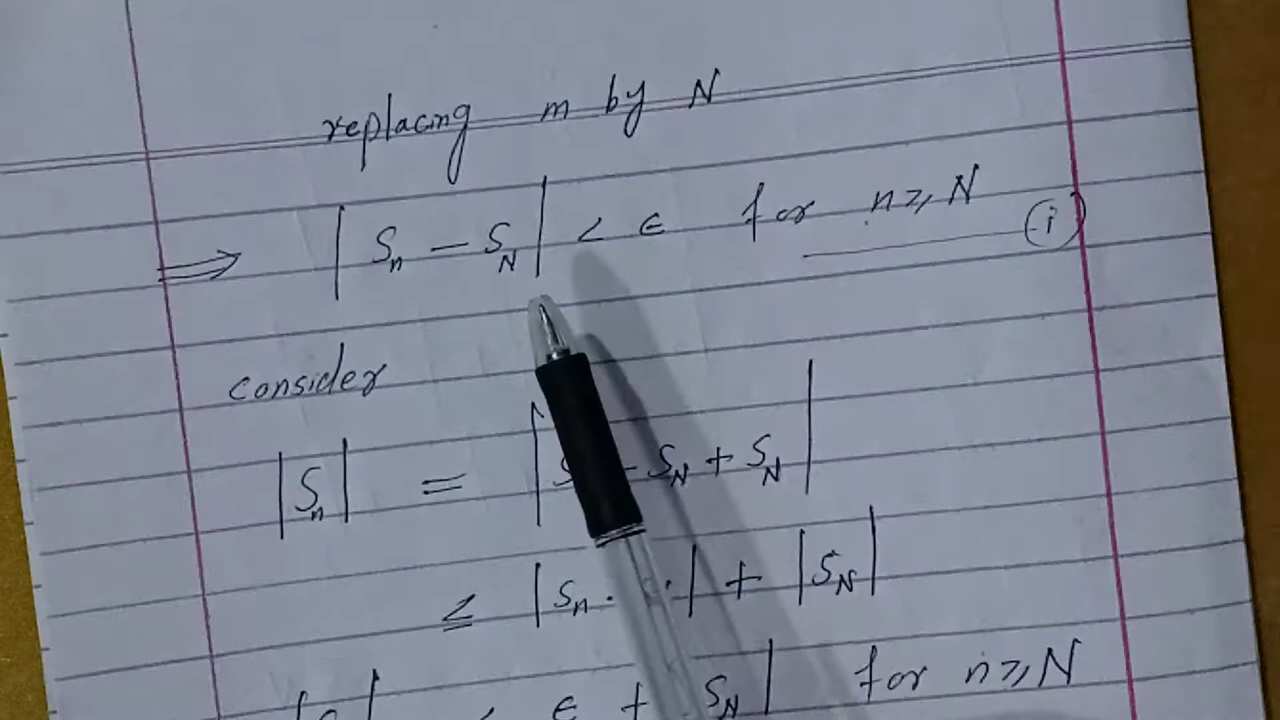 replacing m by N
⟹ |Sn − SN| < ϵ for n ≥ N (i)
consider
|Sn| = |S − SN + SN|
≤ |Sn | + |SN|
< ϵ + SN| for n ≥ N